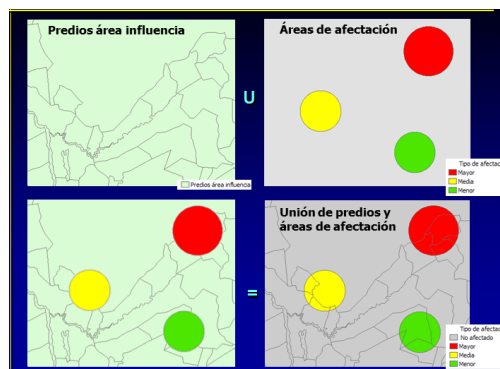 Predios área influencia
Predios área influencia
U
Áreas de afectación
Tipo de afectac
Mayor
Media
Menor
=
Unión de predios y
áreas de afectación
Tipo de afectac
No afectado
Mayor
Media
Menor